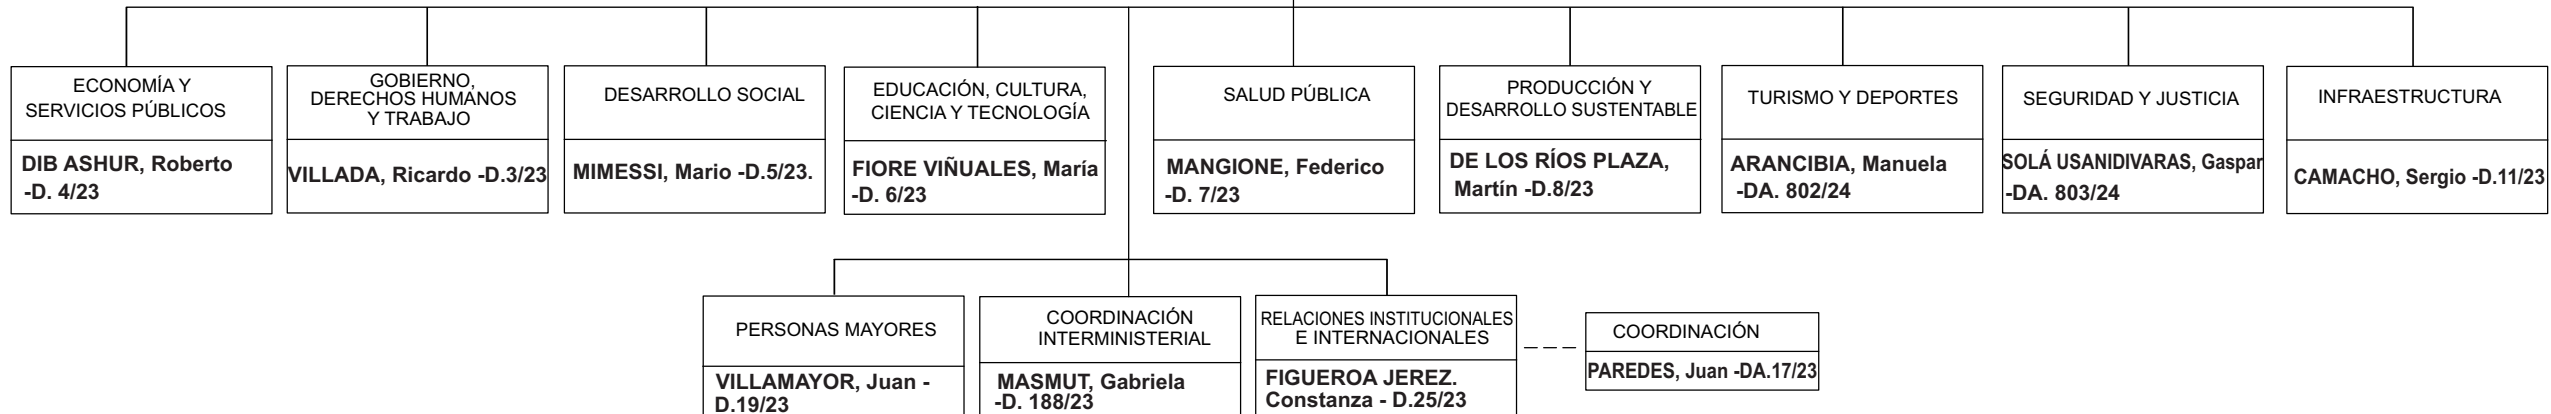 ECONOMÍA Y
SERVICIOS PÚBLICOS
DIB ASHUR, Roberto
-D. 4/23
GOBIERNO,
DERECHOS HUMANOS
Y TRABAJO
VILLADA, Ricardo -D.3/23
DESARROLLO SOCIAL
MIMESSI, Mario -D.5/23.
EDUCACIÓN, CULTURA,
CIENCIA Y TECNOLOGÍA
FIORE VIÑUALES, María
-D. 6/23
SALUD PÚBLICA
MANGIONE, Federico
-D. 7/23
PRODUCCIÓN Y
DESARROLLO SUSTENTABLE
DE LOS RÍOS PLAZA,
Martín -D.8/23
TURISMO Y DEPORTES
ARANCIBIA, Manuela
-DA. 802/24
SEGURIDAD Y JUSTICIA
SOLÁ USANIDIVARAS, Gaspar
-DA. 803/24
INFRAESTRUCTURA
CAMACHO, Sergio -D.11/23
PERSONAS MAYORES
VILLAMAYOR, Juan -
D.19/23
COORDINACIÓN
INTERMINISTERIAL
MASMUT, Gabriela
-D. 188/23
RELACIONES INSTITUCIONALES
E INTERNACIONALES
FIGUEROA JEREZ.
Constanza - D.25/23
COORDINACIÓN
PAREDES, Juan -DA.17/23